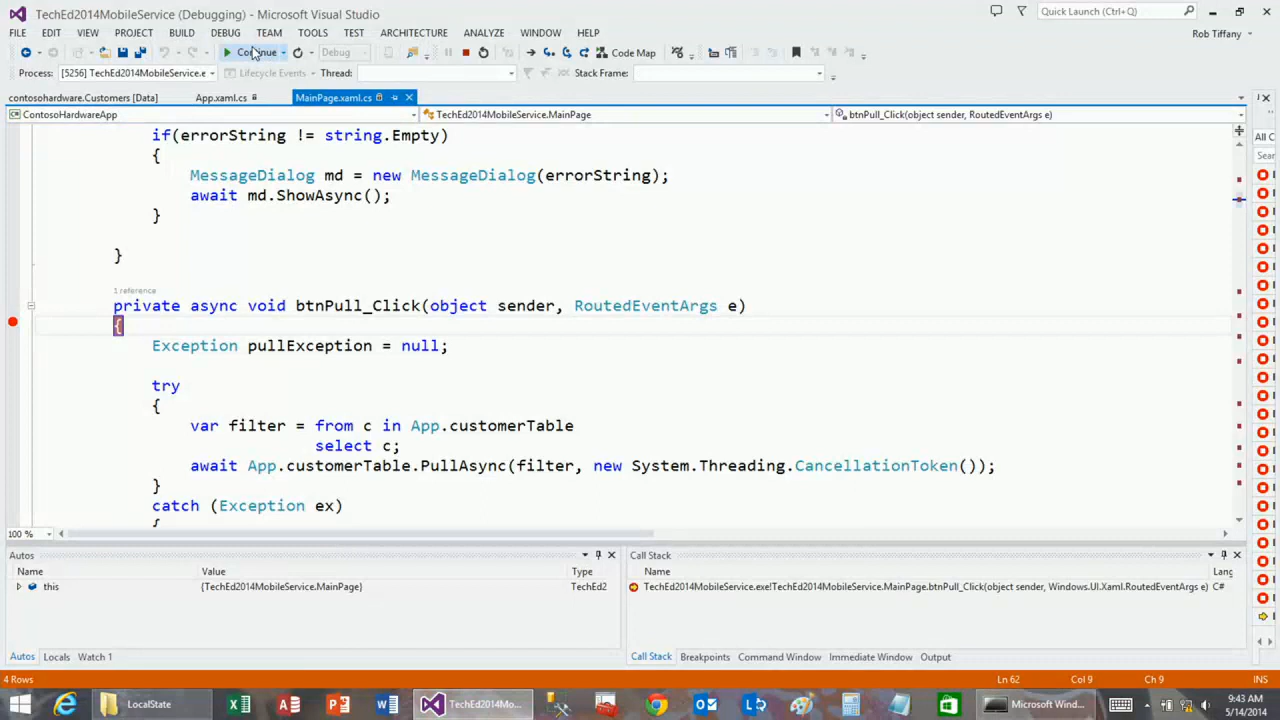 TechEd2014MobileService (Debugging) - Microsoft Visual Studio
Quick Launch (Ctrl+Q)
FILE EDIT VIEW PROJECT BUILD DEBUG TEAM TOOLS TEST ARCHITECTURE ANALYZE WINDOW HELP
Rob Tiffany
Continue Debug Code Map
Process: [5256] TechEd2014MobileService.e Lifecycle Events Thread: Stack Frame:
contosohardware.Customers [Data] App.xaml.cs MainPage.xaml.cs
ContosoHardwareApp TechEd2014MobileService.MainPage btnPull_Click(object sender, RoutedEventArgs e)
if(errorString != string.Empty)
{
MessageDialog md = new MessageDialog(errorString);
await md.ShowAsync();
}
}
1 reference
private async void btnPull_Click(object sender, RoutedEventArgs e)
{
Exception pullException = null;
try
{
var filter = from c in App.customerTable
select c;
await App.customerTable.PullAsync(filter, new System.Threading.CancellationToken());
}
catch (Exception ex)
{
100 %
Autos
Name Value Type
this {TechEd2014MobileService.MainPage} TechEd2
Call Stack
Name Lang
TechEd2014MobileService.exe!TechEd2014MobileService.MainPage.btnPull_Click(object sender, Windows.UI.Xaml.RoutedEventArgs e) C#
Autos Locals Watch 1
Call Stack Breakpoints Command Window Immediate Window Output
4 Rows Ln 62 Col 9 Ch 9 INS
LocalState TechEd2014Mo... Microsoft Wind...
9:43 AM
5/14/2014